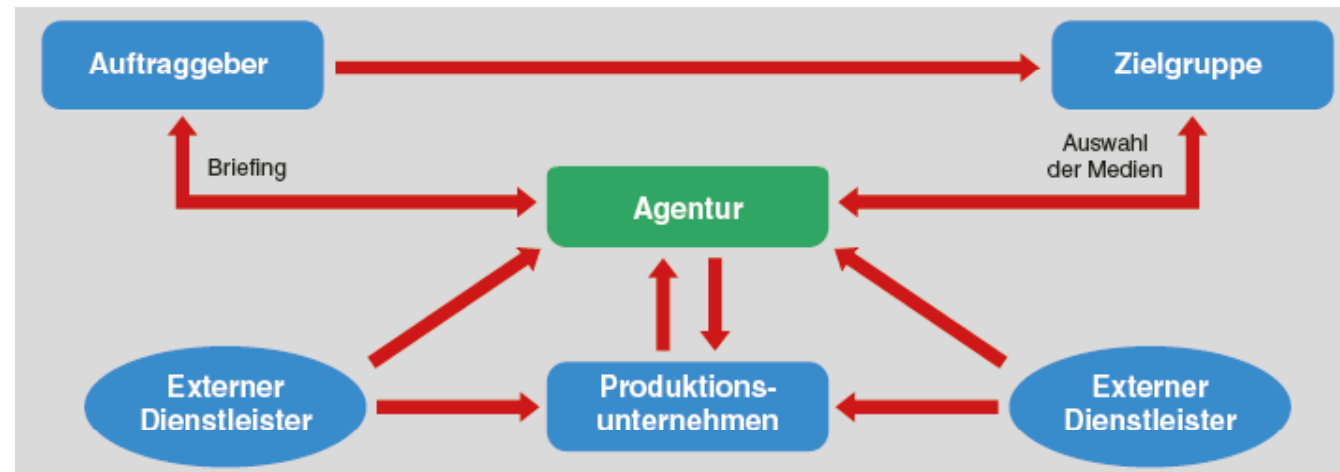 Auftraggeber
Zielgruppe
Briefing
Auswahl
der Medien
Agentur
Externer
Dienstleister
Produktions-
unternehmen
Externer
Dienstleister